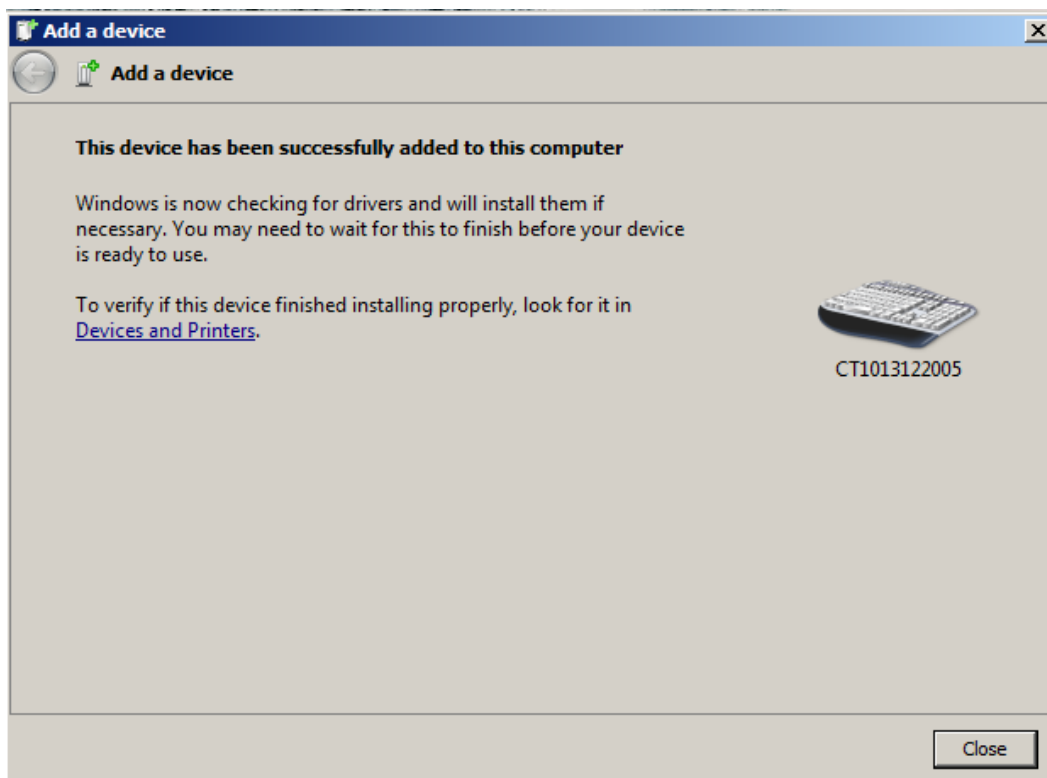 Add a device
Add a device
This device has been successfully added to this computer
Windows is now checking for drivers and will install them if
necessary. You may need to wait for this to finish before your device
is ready to use.
To verify if this device finished installing properly, look for it in
Devices and Printers.
CT1013122005
Close